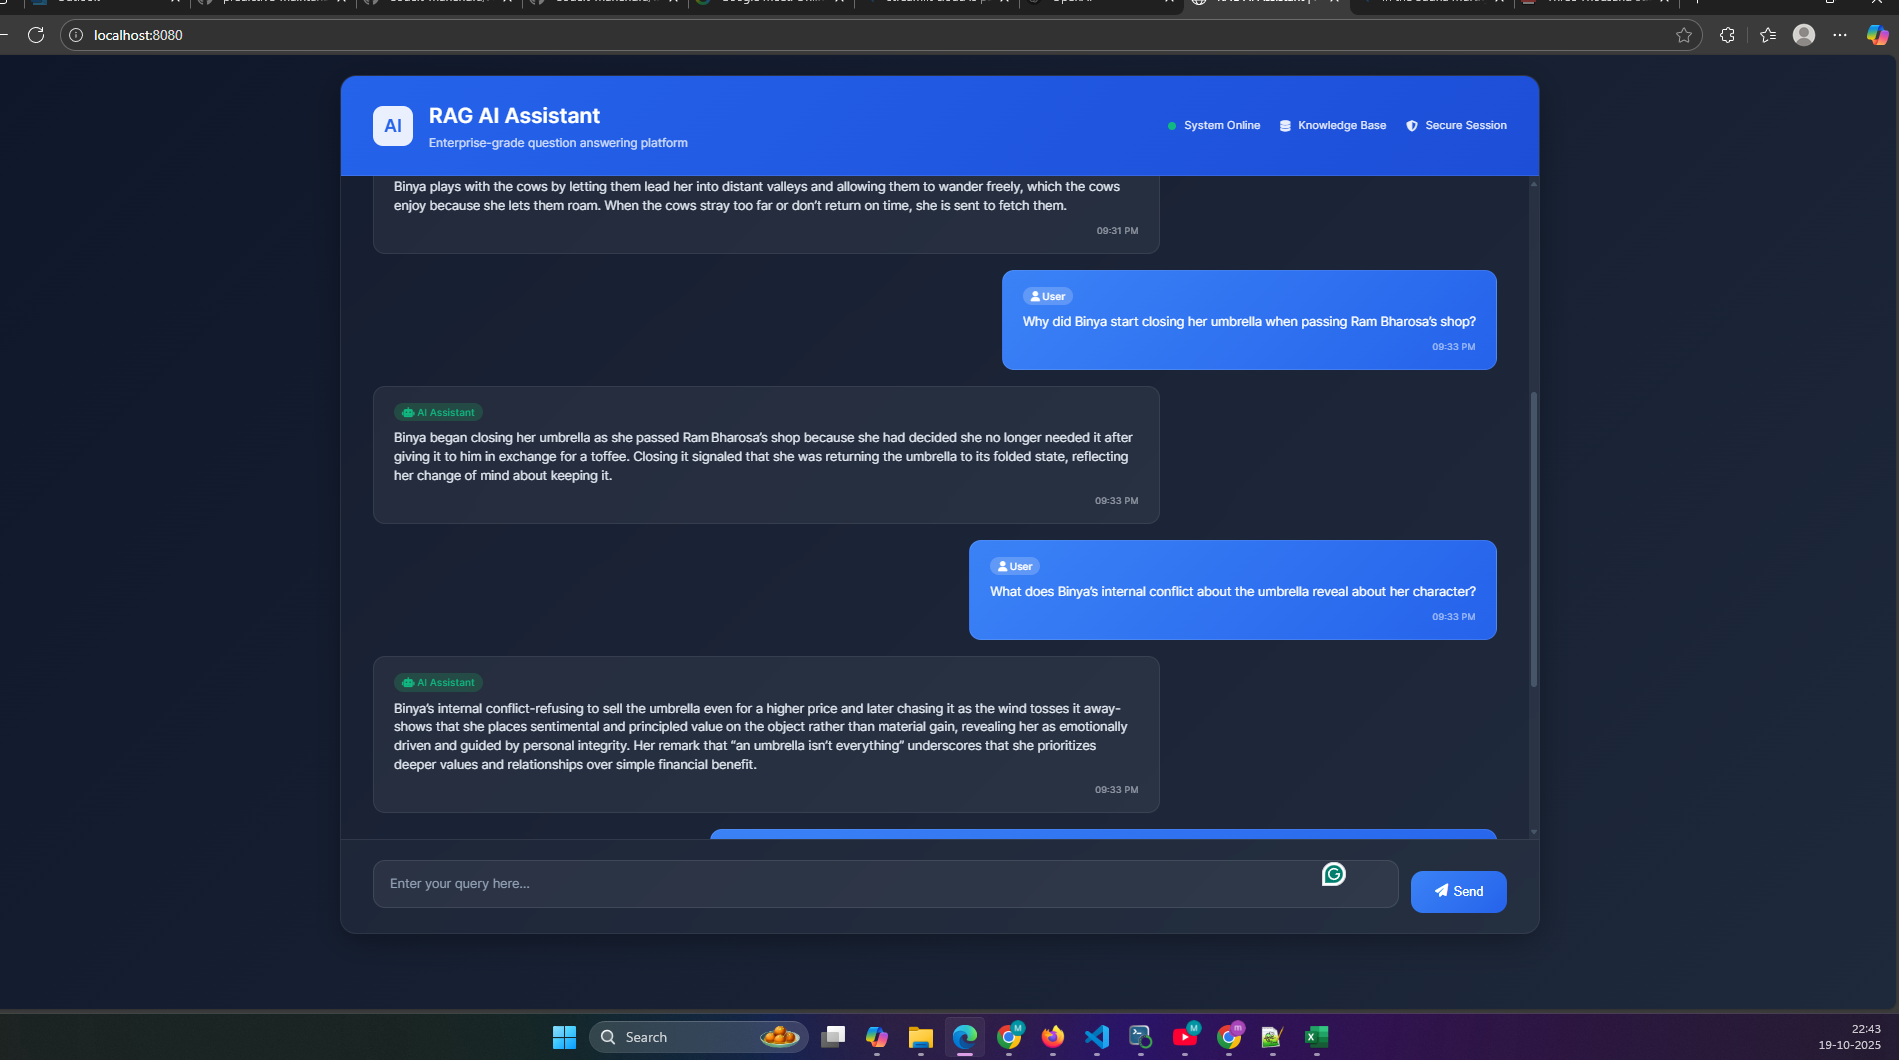 localhost:8080
AI
RAG AI Assistant
Enterprise-grade question answering platform
System Online
Knowledge Base
Secure Session
Binya plays with the cows by letting them lead her into distant valleys and allowing them to wander freely, which the cows
enjoy because she lets them roam. When the cows stray too far or don’t return on time, she is sent to fetch them.
09:31 PM
User
Why did Binya start closing her umbrella when passing Ram Bharosa’s shop?
09:33 PM
AI Assistant
Binya began closing her umbrella as she passed Ram Bharosa’s shop because she had decided she no longer needed it after
giving it to him in exchange for a toffee. Closing it signaled that she was returning the umbrella to its folded state, reflecting
her change of mind about keeping it.
09:33 PM
User
What does Binya’s internal conflict about the umbrella reveal about her character?
09:33 PM
AI Assistant
Binya’s internal conflict-refusing to sell the umbrella even for a higher price and later chasing it as the wind tosses it away-
shows that she places sentimental and principled value on the object rather than material gain, revealing her as emotionally
driven and guided by personal integrity. Her remark that “an umbrella isn’t everything” underscores that she prioritizes
deeper values and relationships over simple financial benefit.
09:33 PM
Enter your query here...
Send
Search
22:43
19-10-2025